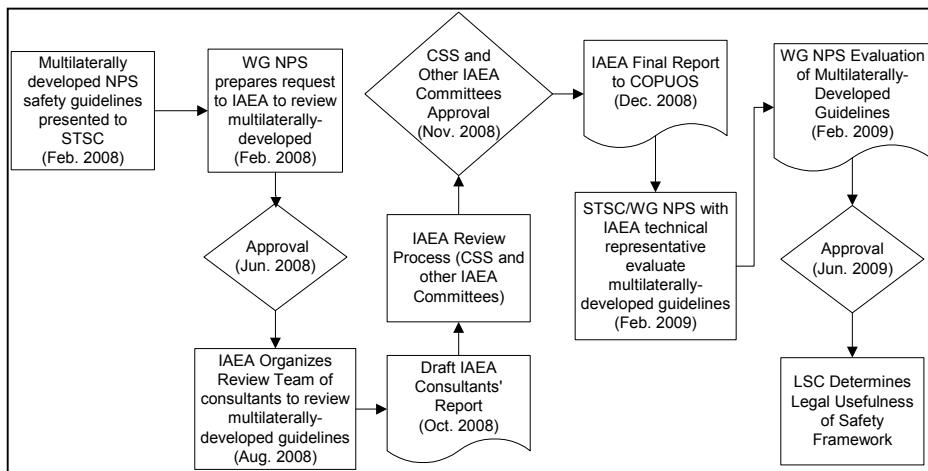 Multilaterally
developed NPS
safety guidelines
presented to
STSC
(Feb. 2008)
WG NPS
prepares request
to IAEA to review
multilaterally-
developed
(Feb. 2008)
Approval
(Jun. 2008)
IAEA Organizes
Review Team of
consultants to review
multilaterally-
developed guidelines
(Aug. 2008)
Draft IAEA
Consultants'
Report
(Oct. 2008)
IAEA Review
Process (CSS and
other IAEA
Committees)
CSS and
Other IAEA
Committees
Approval
(Nov. 2008)
IAEA Final Report
to COPUOS
(Dec. 2008)
STSC/WG NPS with
IAEA technical
representative
evaluate
multilaterally-
developed guidelines
(Feb. 2009)
WG NPS Evaluation
of Multilaterally-
Developed
Guidelines
(Feb. 2009)
Approval
(Jun. 2009)
LSC Determines
Legal Usefulness
of Safety
Framework